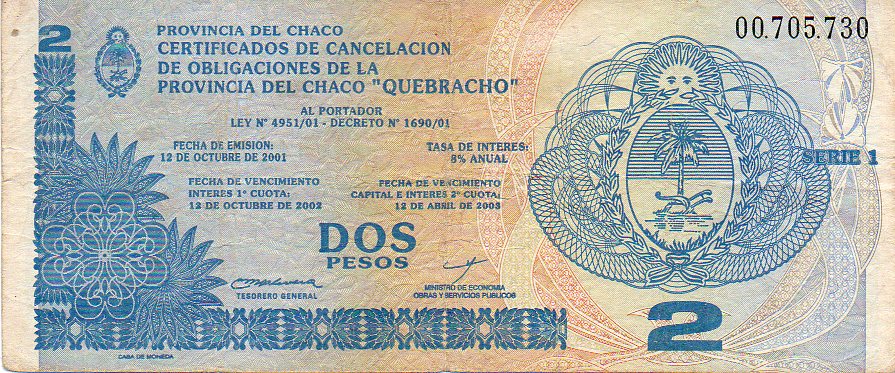 2
PROVINCIA DEL CHACO
CERTIFICADOS DE CANCELACION
DE OBLIGACIONES DE LA
PROVINCIA DEL CHACO "QUEBRACHO"
00.705.730
AL PORTADOR
LEY Nº 4951/01 - DECRETO Nº 1690/01
FECHA DE EMISION:
12 DE OCTUBRE DE 2001
TASA DE INTERES:
8% ANUAL
SERIE 1
FECHA DE VENCIMIENTO
INTERES 1º CUOTA:
12 DE OCTUBRE DE 2002
FECHA DE VENCIMIENTO
CAPITAL E INTERES 2º CUOTA:
12 DE ABRIL DE 2003
DOS
PESOS
TESORERO GENERAL
MINISTRO DE ECONOMIA
OBRAS Y SERVICIOS PUBLICOS
2
CASA DE MONEDA